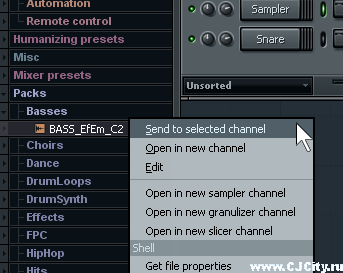 Automation
Remote control
Humanizing presets
Misc
Mixer presets
Packs
Basses
BASS_EfEm_C2
Choirs
Dance
DrumLoops
DrumSynth
Effects
FPC
HipHop
Hits
Sampler
Snare
Unsorted
Send to selected channel
Open in new channel
Edit
Open in new sampler channel
Open in new granulizer channel
Open in new slicer channel
Shell
Get file properties
www.CJCity.ru